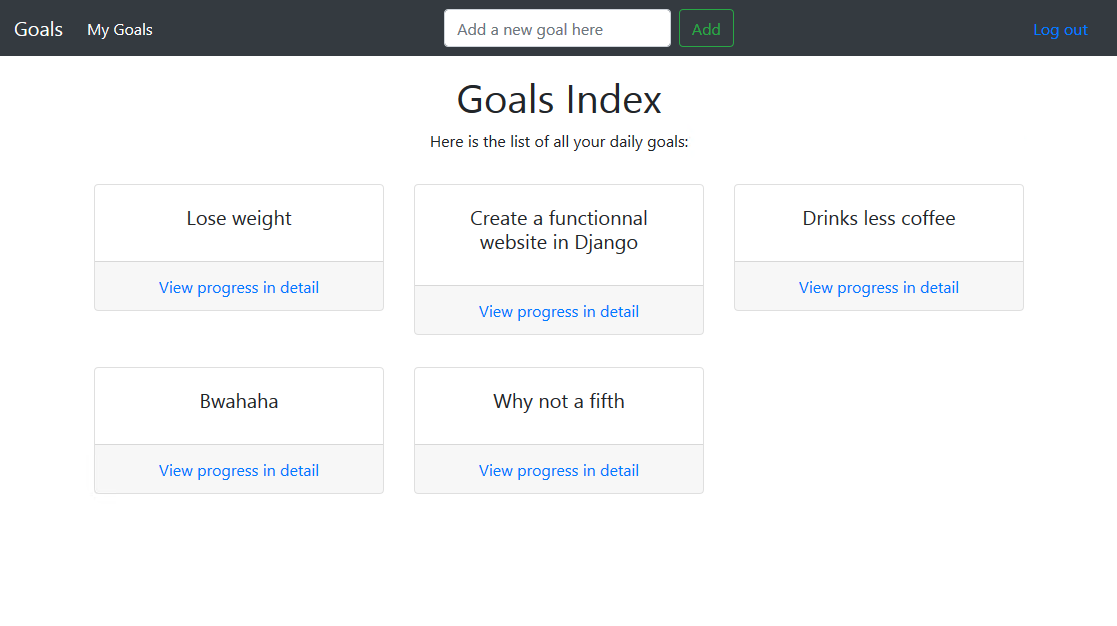 Goals My Goals Add a new goal here Add Log out
Goals Index
Here is the list of all your daily goals:
Lose weight
View progress in detail
Create a functionnal
website in Django
View progress in detail
Drinks less coffee
View progress in detail
Bwahaha
View progress in detail
Why not a fifth
View progress in detail